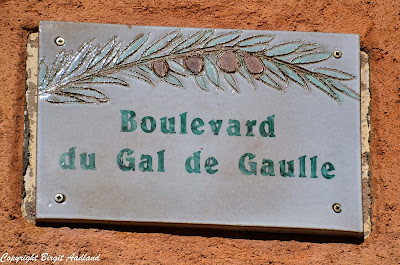 Boulevard
du Gal de Gaulle
Copyright Birgit Aadland